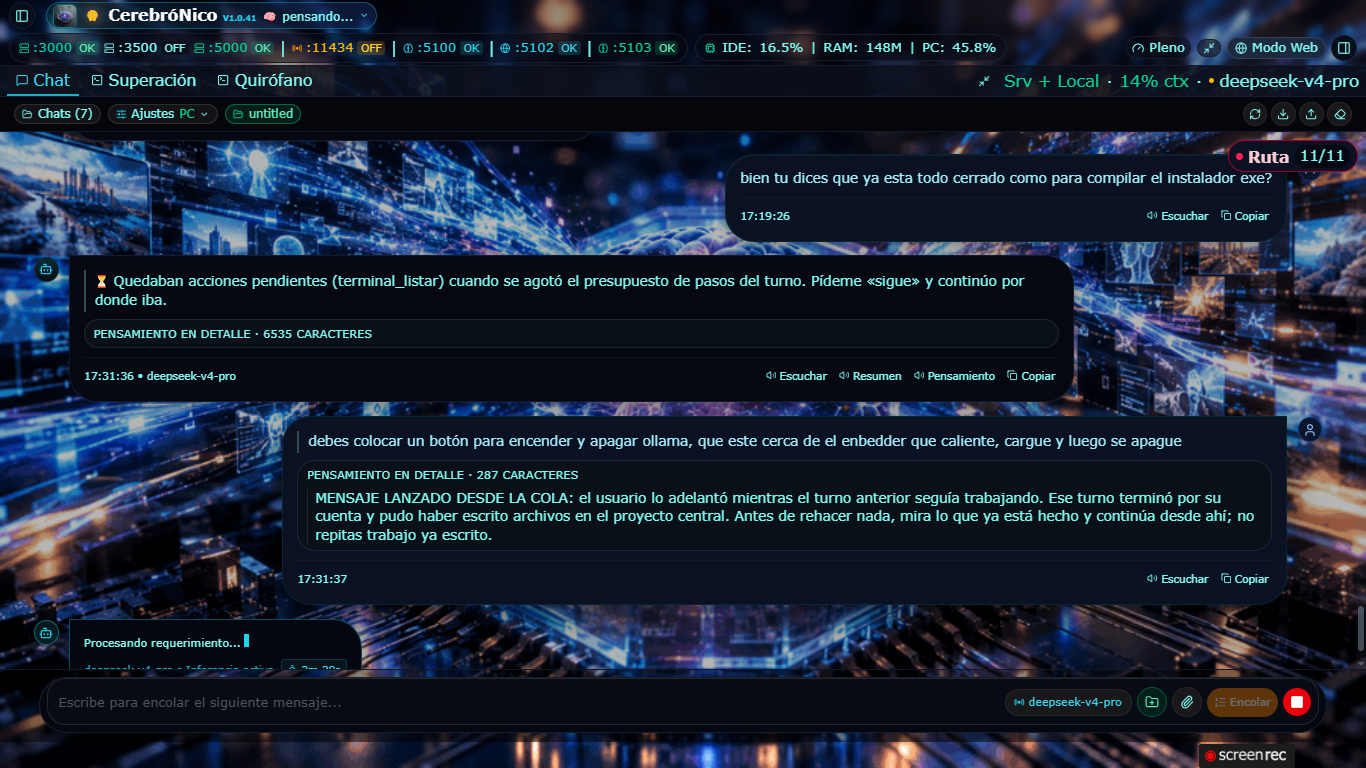 CerebróNico V1.0.41 🧠 pensando...
:3000 OK :3500 OFF :5000 OK | :11434 OFF | :5100 OK :5102 OK :5103 OK IDE: 16.5% | RAM: 148M | PC: 45.8% Pleno Modo Web
Chat Superación Quirófano Srv + Local · 14% ctx · deepseek-v4-pro
Chats (7) Ajustes PC untitled
Ruta 11/11
bien tu dices que ya esta todo cerrado como para compilar el instalador exe?
17:19:26 Escuchar Copiar
⏳ Quedaban acciones pendientes (terminal_listar) cuando se agotó el presupuesto de pasos del turno. Pídeme «sigue» y continúo por
donde iba.
PENSAMIENTO EN DETALLE · 6535 CARACTERES
17:31:36 • deepseek-v4-pro Escuchar Resumen Pensamiento Copiar
debes colocar un botón para encender y apagar ollama, que este cerca de el enbedder que caliente, cargue y luego se apague
PENSAMIENTO EN DETALLE · 287 CARACTERES
MENSAJE LANZADO DESDE LA COLA: el usuario lo adelantó mientras el turno anterior seguía trabajando. Ese turno terminó por su
cuenta y pudo haber escrito archivos en el proyecto central. Antes de rehacer nada, mira lo que ya está hecho y continúa desde ahí; no
repitas trabajo ya escrito.
17:31:37 Escuchar Copiar
Procesando requerimiento...
Escribe para encolar el siguiente mensaje... deepseek-v4-pro Encolar
screenrec